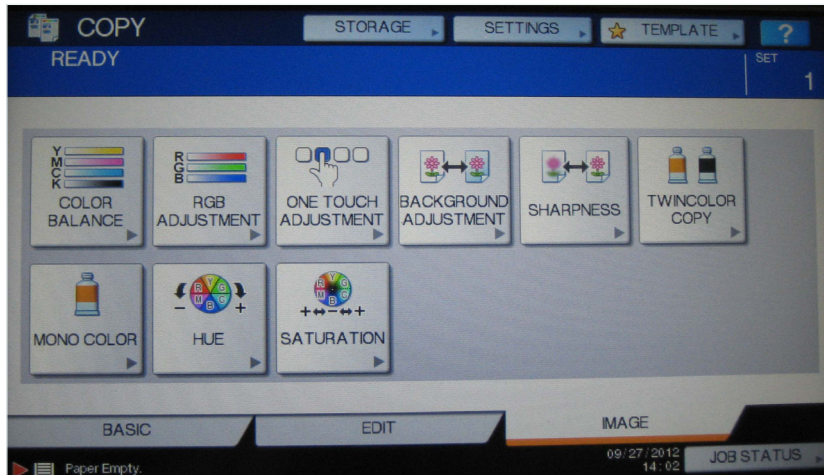 COPY
STORAGE
SETTINGS
TEMPLATE
?
READY
SET
1
Y
M
C
K
COLOR
BALANCE
R
G
B
RGB
ADJUSTMENT
ONE TOUCH
ADJUSTMENT
BACKGROUND
ADJUSTMENT
SHARPNESS
TWINCOLOR
COPY
MONO COLOR
R Y G
M B C
- +
HUE
R Y G
M B C
+↔-↔+
SATURATION
BASIC
EDIT
IMAGE
Paper Empty.
09/27/2012
14:02
JOB STATUS